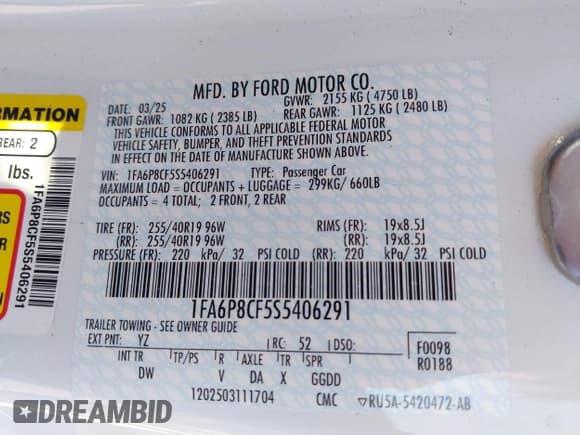 MFD. BY FORD MOTOR CO.
DATE: 03/25 GVWR: 2155 KG ( 4750 LB)
FRONT GAWR: 1082 KG ( 2385 LB) REAR GAWR: 1125 KG ( 2480 LB)
THIS VEHICLE CONFORMS TO ALL APPLICABLE FEDERAL MOTOR
VEHICLE SAFETY, BUMPER, AND THEFT PREVENTION STANDARDS
IN EFFECT ON THE DATE OF MANUFACTURE SHOWN ABOVE.
VIN: 1FA6P8CF5S5406291 TYPE: Passenger Car
MAXIMUM LOAD = OCCUPANTS + LUGGAGE = 299KG/ 660LB
OCCUPANTS = 4 TOTAL; 2 FRONT, 2 REAR
TIRE (FR): 255/40R19 96W RIMS (FR): 19x8.5J
(RR): 255/40R19 96W (RR): 19x8.5J
PRESSURE (FR): 220 kPa/ 32 PSI COLD (RR): 220 kPa/ 32 PSI COLD
1FA6P8CF5S5406291
TRAILER TOWING - SEE OWNER GUIDE
EXT PNT: YZ RC: 52 DSO: F0098
R0188
INT TR TP/PS R AXLE TR SPR
DW V DA X GGDD
1202503111704 CMC ▽RU5A-5420472-AB
RMATION
REAR: 2
lbs.
RS
OR
1FA6P8CF5S5406291
DREAMBID